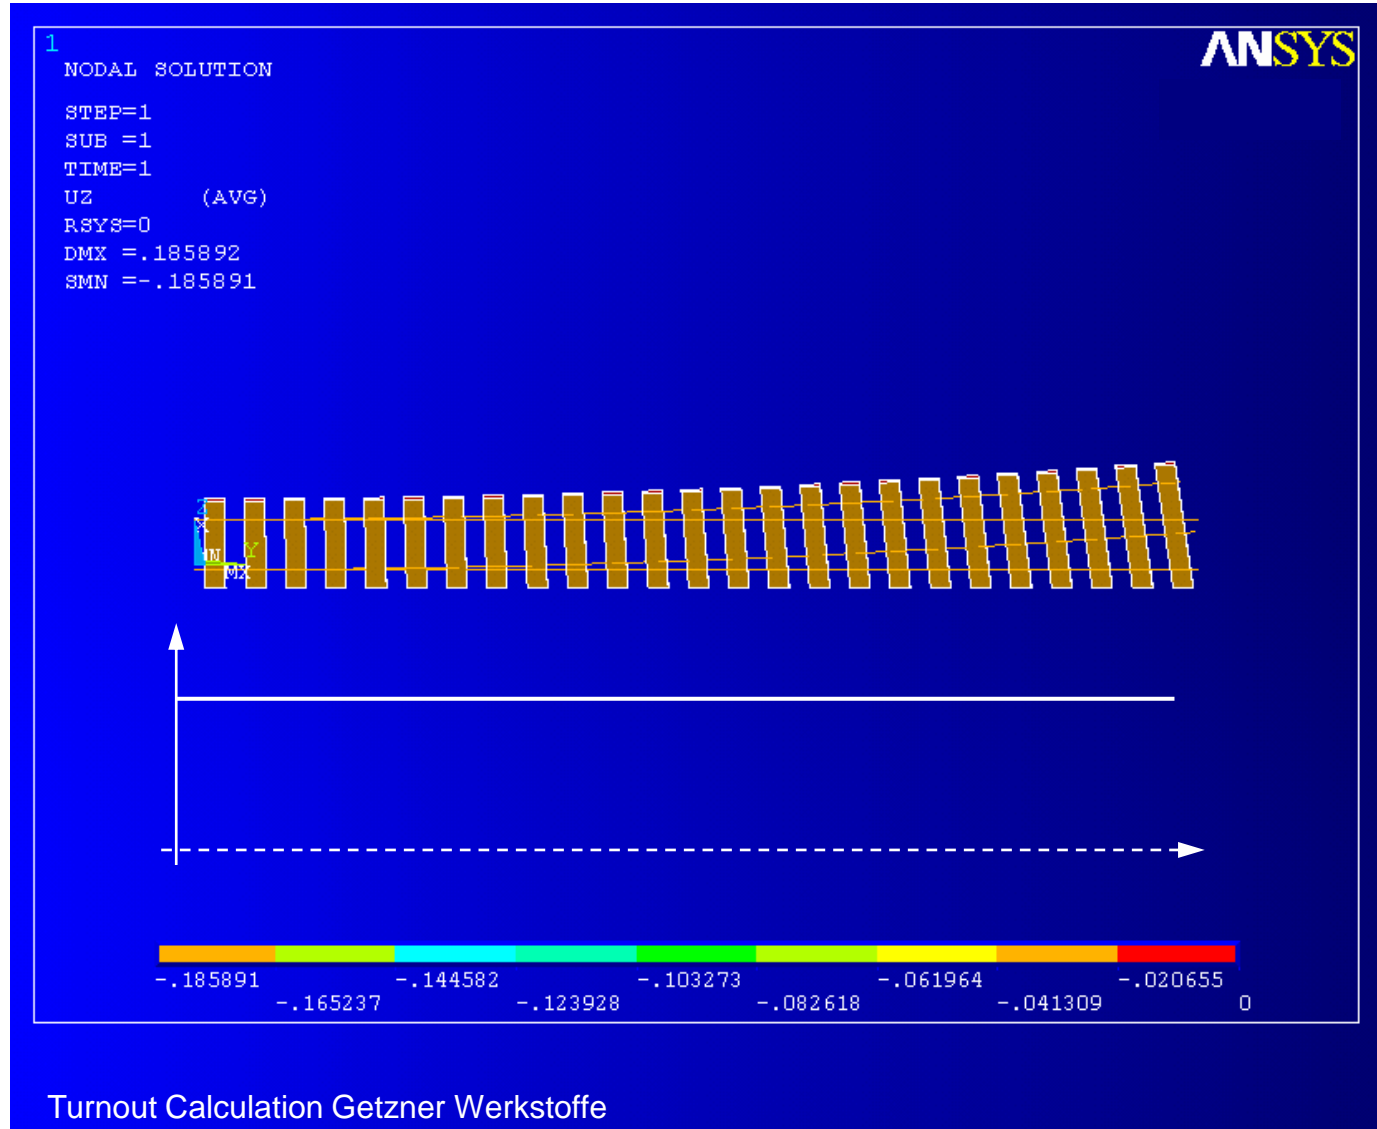 1
ANSYS
NODAL SOLUTION
STEP=1
SUB =1
TIME=1
UZ (AVG)
RSYS=0
DMX =.185892
SMN =-.185891
Z
X
Y
MX
-.185891 -.144582 -.103273 -.061964 -.020655
-.165237 -.123928 -.082618 -.041309 0
Turnout Calculation Getzner Werkstoffe